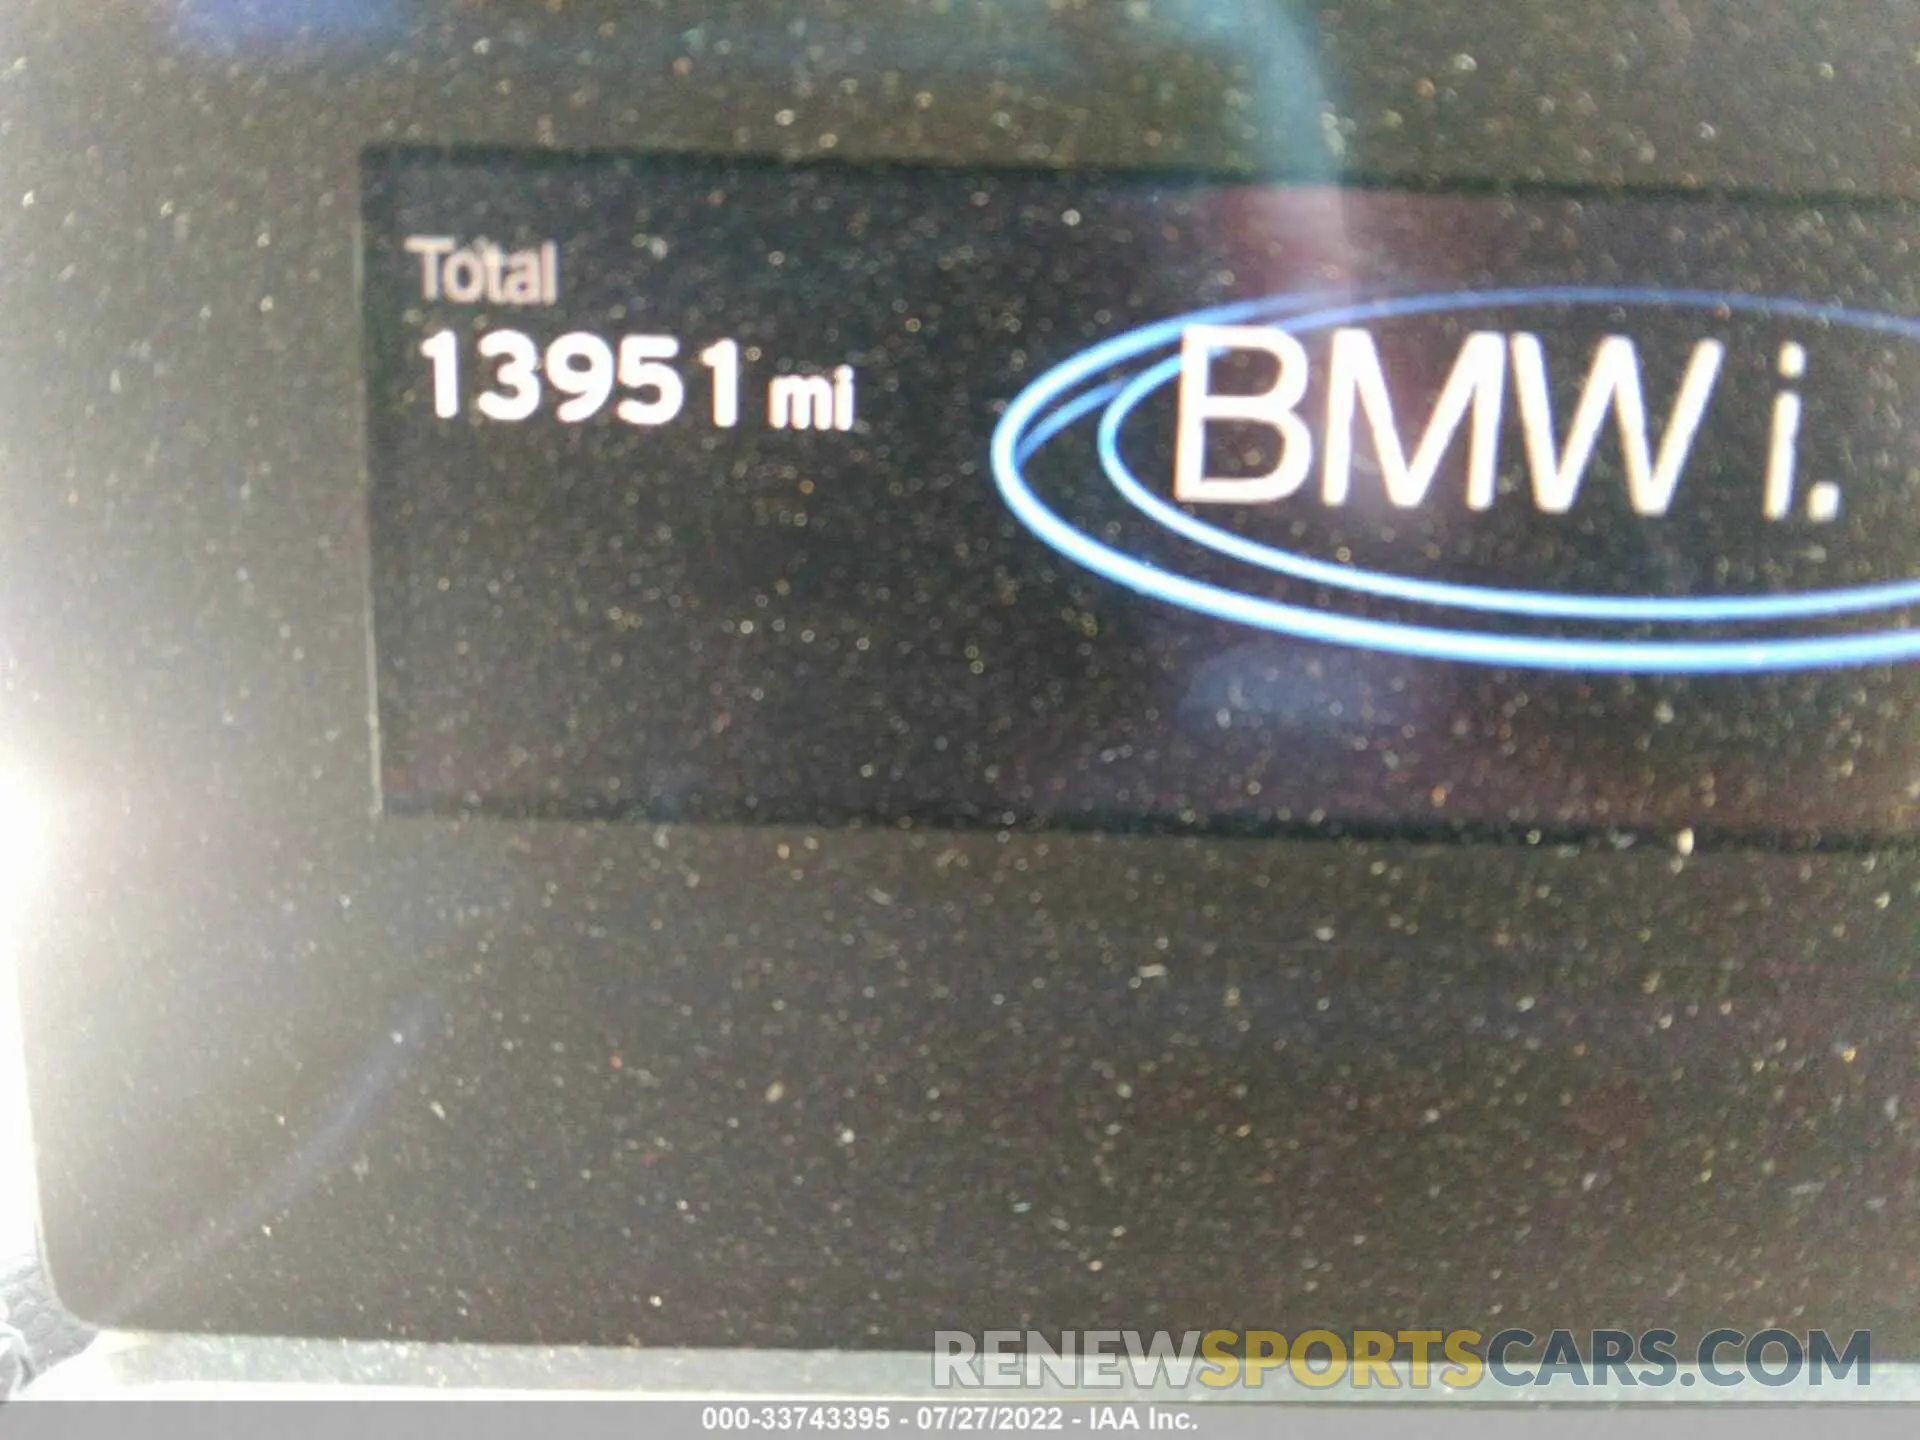 Total
13951 mi
BMW i.
RENEWSPORTSCARS.COM
000-33743395 - 07/27/2022 - IAA Inc.